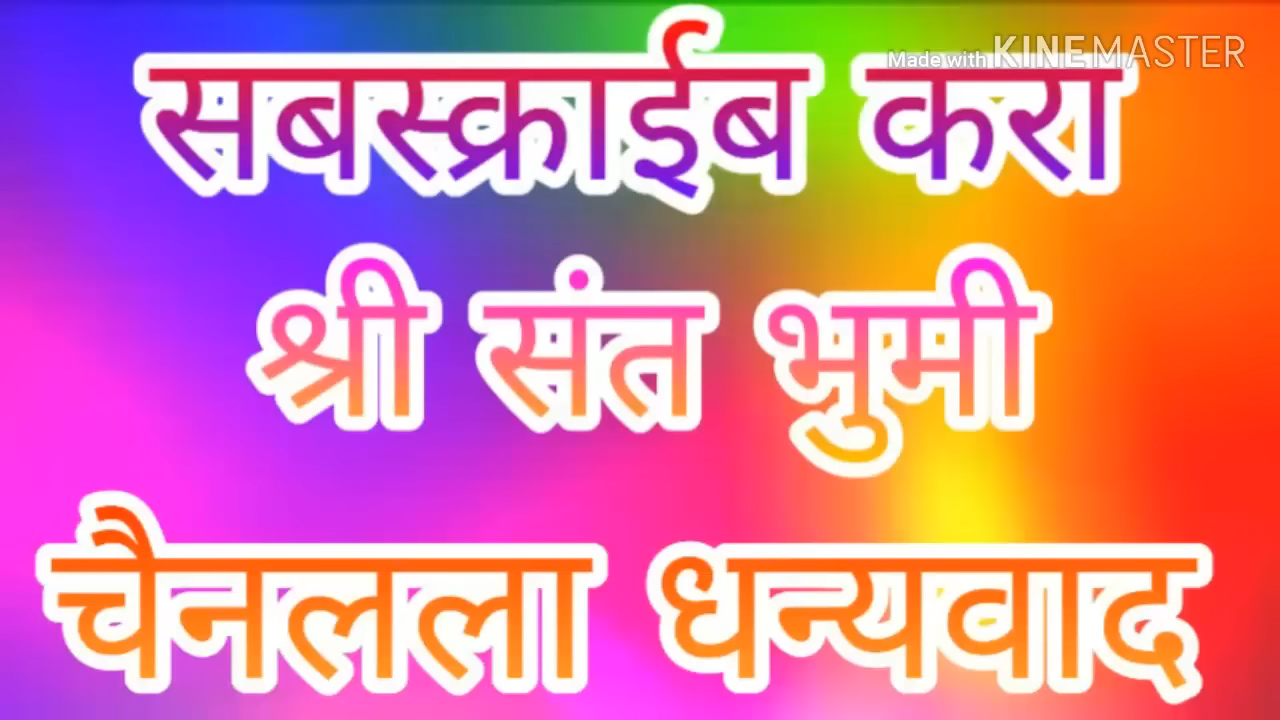 Made with KINEMASTER
सबस्क्राईब करा
श्री संत भुमी
चैनलला धन्यवाद